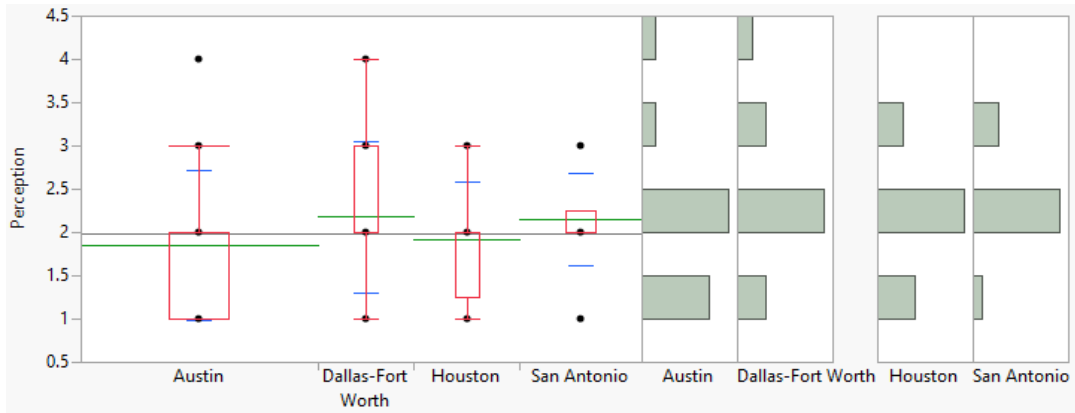 Perception
4.5
4
3.5
3
2.5
2
1.5
1
0.5
Austin
Dallas-Fort
Worth
Houston
San Antonio
Austin
Dallas-Fort Worth
Houston
San Antonio